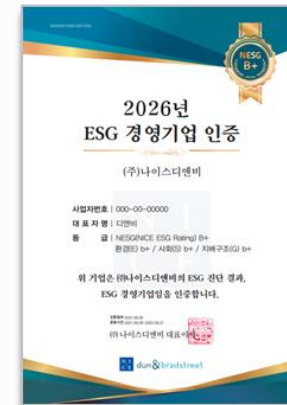 NESG
B+
2026년
ESG 경영기업 인증
(주)나이스디앤비
사업자번호 | 000-00-00000
대 표 자 명 | 디앤비
등 급 | NESG(NICE ESG Rating) B+
환경(E) b+ / 사회(S) b+ / 지배구조(G) b+
위 기업은 ㈜나이스디앤비의 ESG 진단 결과,
ESG 경영기업임을 인증합니다.
㈜ 나이스디앤비 대표이사
NICE dun & bradstreet